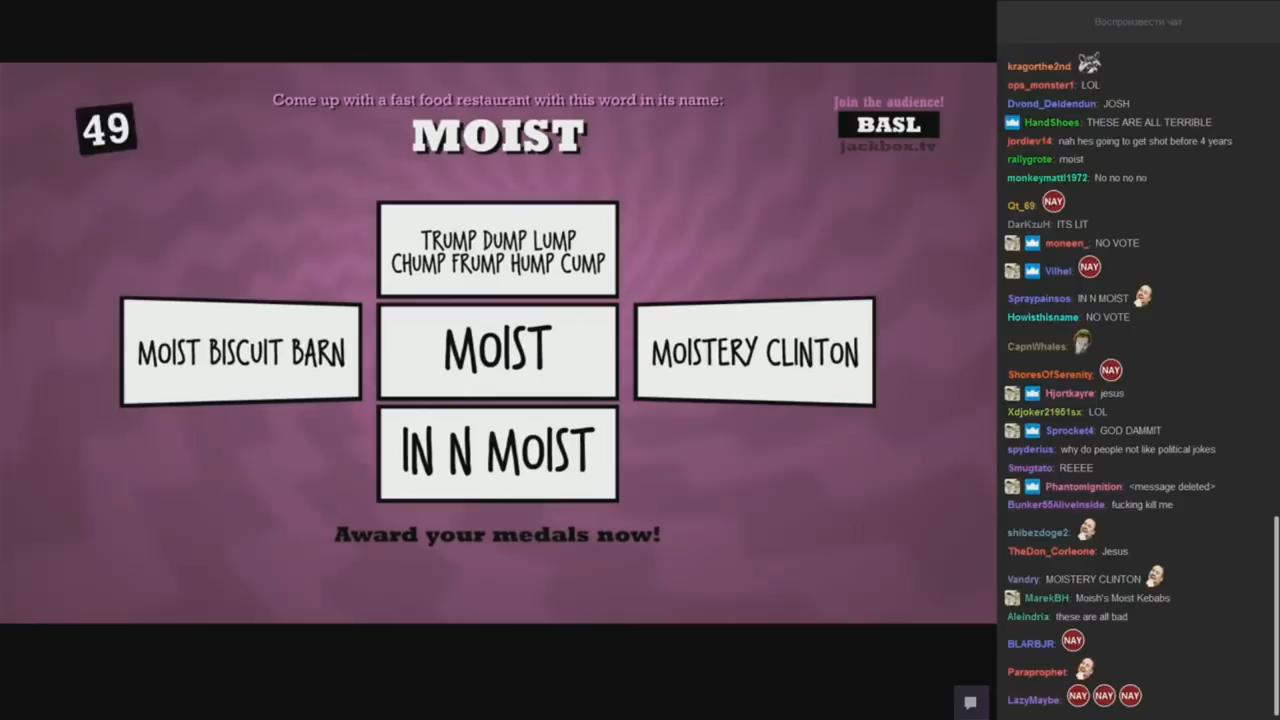 Воспроизвести чат
49
Come up with a fast food restaurant with this word in its name:
MOIST
Join the audience!
BASL
jackbox.tv
TRUMP DUMP LUMP
CHUMP FRUMP HUMP CUMP
MOIST BISCUIT BARN
MOIST
MOISTERY CLINTON
IN N MOIST
Award your medals now!
kragorthe2nd:
ops_monster1: LOL
Dvond_Deldendun: JOSH
HandShoes: THESE ARE ALL TERRIBLE
jordiev14: nah hes going to get shot before 4 years
rallygrote: moist
monkeymattl1972: No no no no
Qt_69: NAY
DarKzuH: ITS LIT
moneen_: NO VOTE
Vilhel: NAY
Spraypainsos: IN N MOIST
Howisthisname: NO VOTE
CapnWhales:
ShoresOfSerenity: NAY
Hjortkayre: jesus
Xdjoker21951sx: LOL
Sprocket4: GOD DAMMIT
spyderius: why do people not like political jokes
Smugtato: REEEE
PhantomIgnition: <message deleted>
Bunker55AliveInside: fucking kill me
shibezdoge2:
TheDon_Corleone: Jesus
Vandry: MOISTERY CLINTON
MarekBH: Moish's Moist Kebabs
Aleindria: these are all bad
BLARBJR: NAY
Paraprophet:
LazyMaybe: NAY NAY NAY